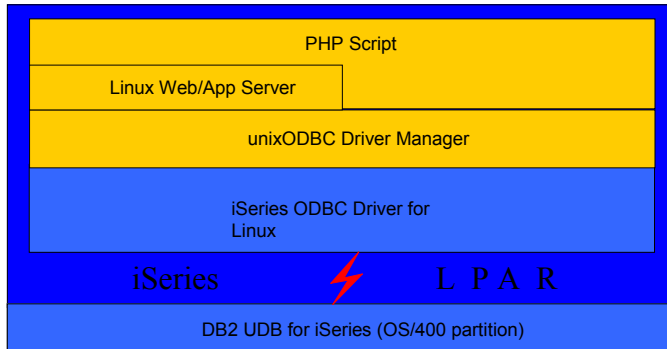 PHP Script
Linux Web/App Server
unixODBC Driver Manager
iSeries ODBC Driver for
Linux
iSeries L P A R
DB2 UDB for iSeries (OS/400 partition)